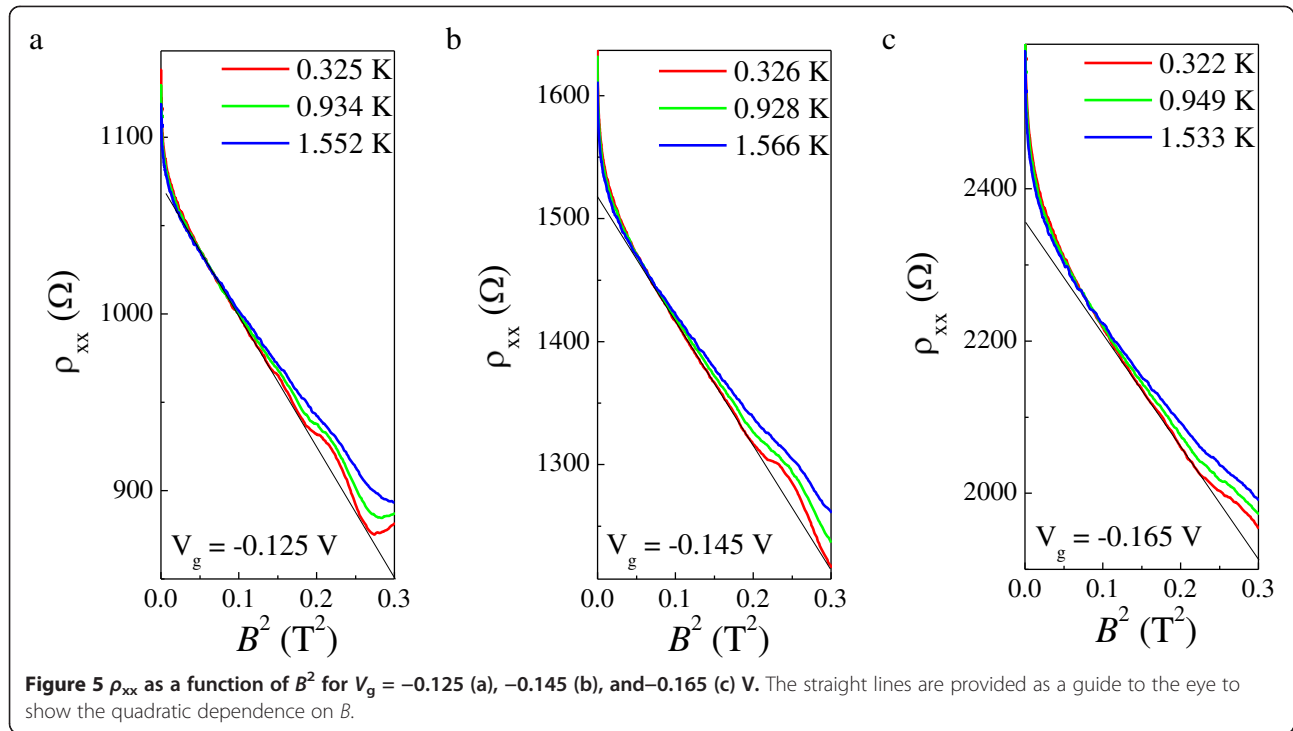 a
0.325 K
0.934 K
1.552 K
1100
1000
900
ρxx (Ω)
Vg = -0.125 V
0.0 0.1 0.2 0.3
B² (T²)
b
0.326 K
0.928 K
1.566 K
1600
1500
1400
1300
ρxx (Ω)
Vg = -0.145 V
0.0 0.1 0.2 0.3
B² (T²)
c
0.322 K
0.949 K
1.533 K
2400
2200
2000
ρxx (Ω)
Vg = -0.165 V
0.0 0.1 0.2 0.3
B² (T²)
Figure 5 ρxx as a function of B² for Vg = −0.125 (a), −0.145 (b), and−0.165 (c) V. The straight lines are provided as a guide to the eye to
show the quadratic dependence on B.